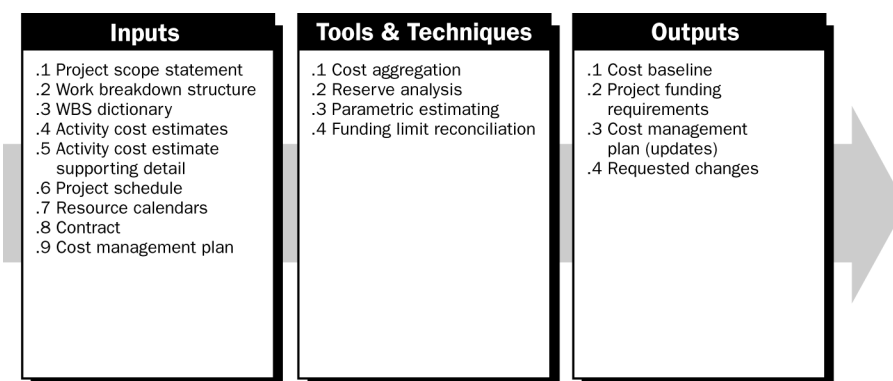 Inputs
.1 Project scope statement
.2 Work breakdown structure
.3 WBS dictionary
.4 Activity cost estimates
.5 Activity cost estimate
supporting detail
.6 Project schedule
.7 Resource calendars
.8 Contract
.9 Cost management plan
Tools & Techniques
.1 Cost aggregation
.2 Reserve analysis
.3 Parametric estimating
.4 Funding limit reconciliation
Outputs
.1 Cost baseline
.2 Project funding
requirements
.3 Cost management
plan (updates)
.4 Requested changes